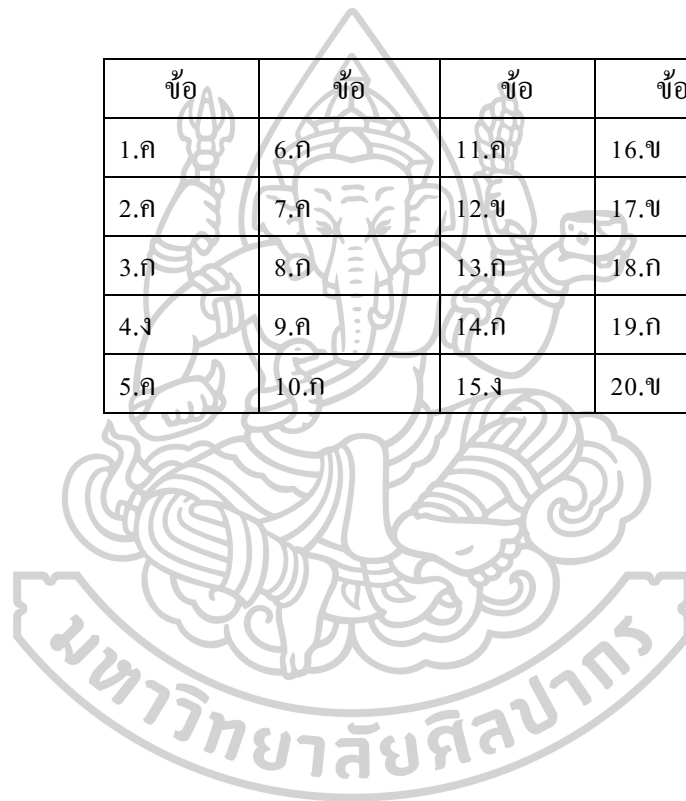 ข้อ ข้อ ข้อ ข้อ
1.ค 6.ก 11.ค 16.ข
2.ค 7.ค 12.ข 17.ข
3.ก 8.ก 13.ก 18.ก
4.ง 9.ค 14.ก 19.ก
5.ค 10.ก 15.ง 20.ข
มหาวิทยาลัยศิลปากร